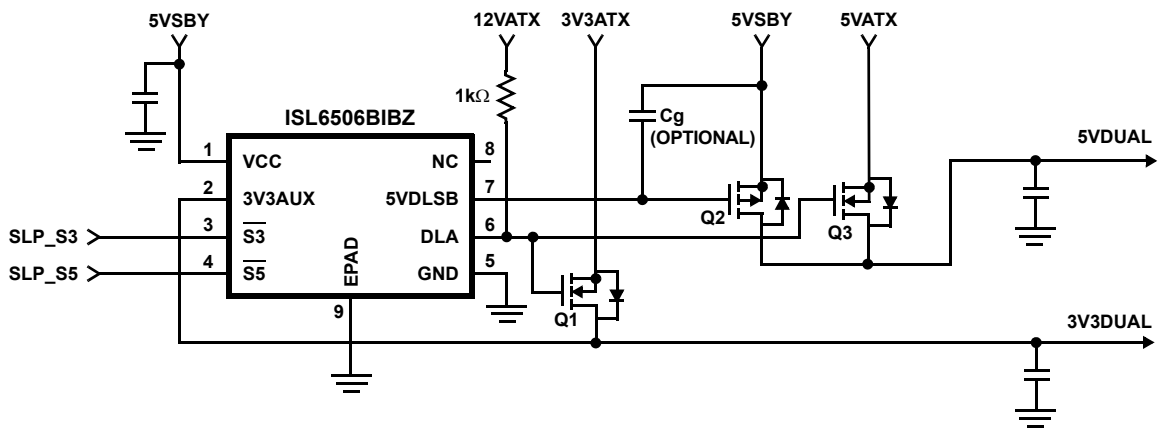 5VSBY
12VATX
3V3ATX
5VSBY
5VATX
1kΩ
Cg
(OPTIONAL)
ISL6506BIBZ
5VDUAL
1
VCC
NC
8
2
3V3AUX
5VDLSB
7
Q2
Q3
SLP_S3
3
S3
DLA
6
SLP_S5
4
S5
EPAD
GND
5
9
Q1
3V3DUAL